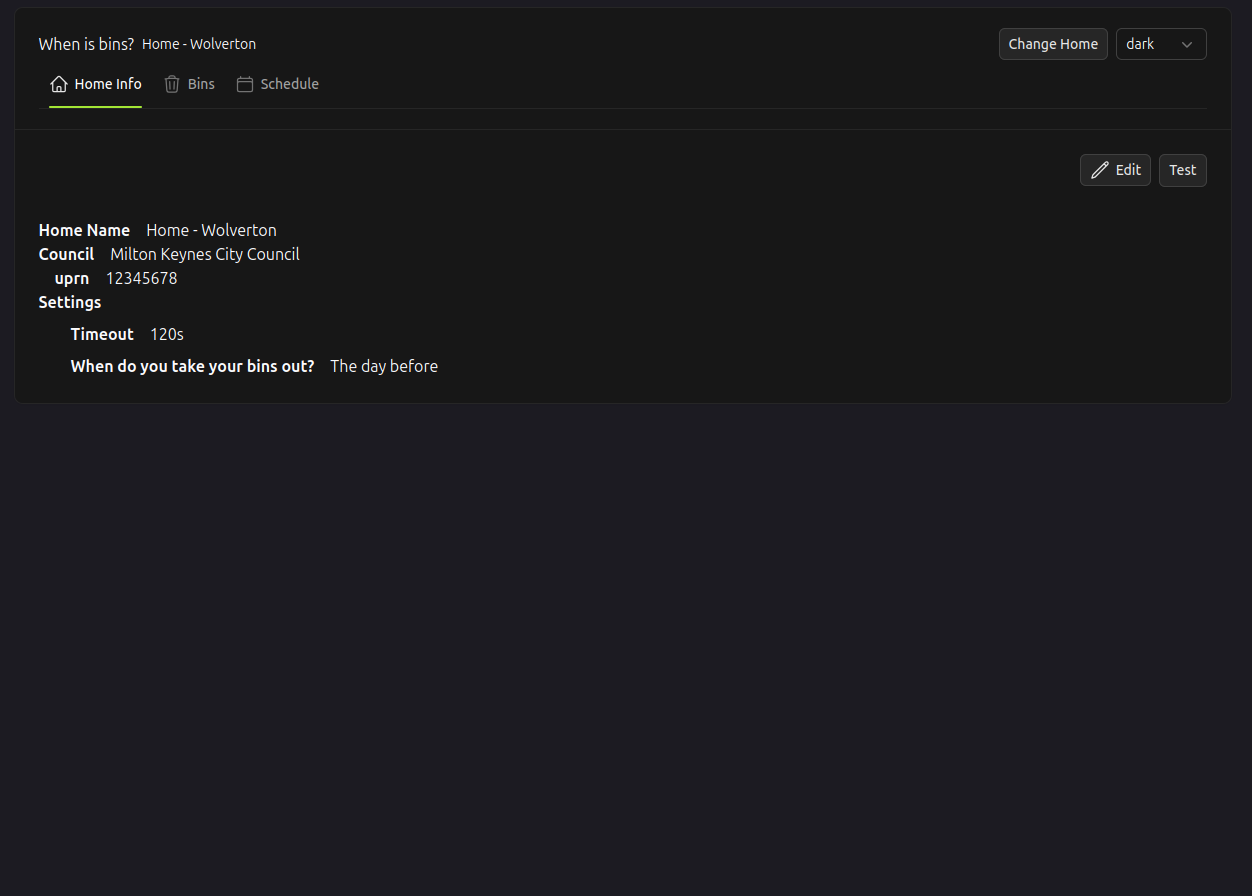 When is bins? Home - Wolverton
Change Home
dark
Home Info
Bins
Schedule
Edit
Test
Home Name Home - Wolverton
Council Milton Keynes City Council
uprn 12345678
Settings
Timeout 120s
When do you take your bins out? The day before